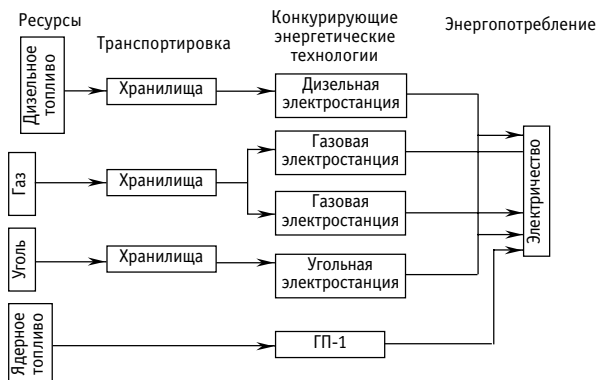 Ресурсы
Транспортировка
Конкурирующие
энергетические
технологии
Энергопотребление
Дизельное
топливо
Хранилища
Дизельная
электростанция
Газ
Хранилища
Газовая
электростанция
Газовая
электростанция
Электричество
Уголь
Хранилища
Угольная
электростанция
Ядерное
топливо
ГП-1